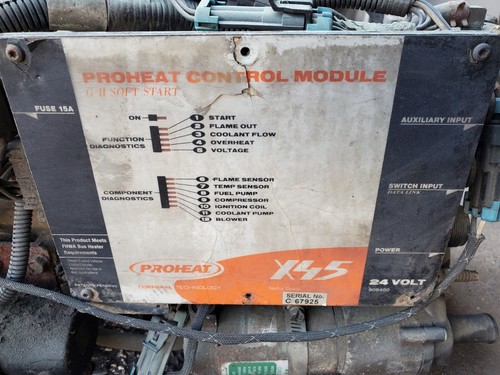 PROHEAT CONTROL MODULE
G-II SOFT START
FUSE 15A
AUXILIARY INPUT
ON
1 START
2 FLAME OUT
3 COOLANT FLOW
4 OVERHEAT
5 VOLTAGE
FUNCTION
DIAGNOSTICS
6 FLAME SENSOR
7 TEMP SENSOR
8 FUEL PUMP
9 COMPRESSOR
10 IGNITION COIL
11 COOLANT PUMP
12 BLOWER
COMPONENT
DIAGNOSTICS
SWITCH INPUT
DATA LINK
This Product Meets
FHWA Bus Heater
Requirements
POWER
PROHEAT
X45
24 VOLT
TECHNOLOGY
SERIAL No.
C 67925